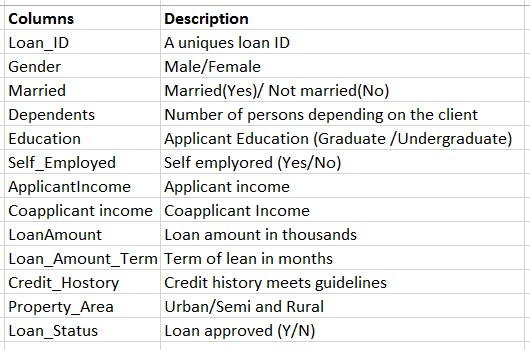 Columns Description
Loan_ID A uniques loan ID
Gender Male/Female
Married Married(Yes)/ Not married(No)
Dependents Number of persons depending on the client
Education Applicant Education (Graduate /Undergraduate)
Self_Employed Self emplyored (Yes/No)
ApplicantIncome Applicant income
Coapplicant income Coapplicant Income
LoanAmount Loan amount in thousands
Loan_Amount_Term Term of lean in months
Credit_Hostory Credit history meets guidelines
Property_Area Urban/Semi and Rural
Loan_Status Loan approved (Y/N)